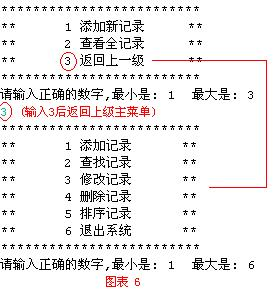 **************************
** 1 添加新记录 **
** 2 查看全记录 **
** 3 返回上一级 **
**************************
请输入正确的数字,最小是: 1 最大是: 3
3 (输入3后返回上级主菜单)
**************************
** 1 添加记录 **
** 2 查找记录 **
** 3 修改记录 **
** 4 删除记录 **
** 5 排序记录 **
** 6 退出系统 **
**************************
请输入正确的数字,最小是: 1 最大是: 6
图表 6